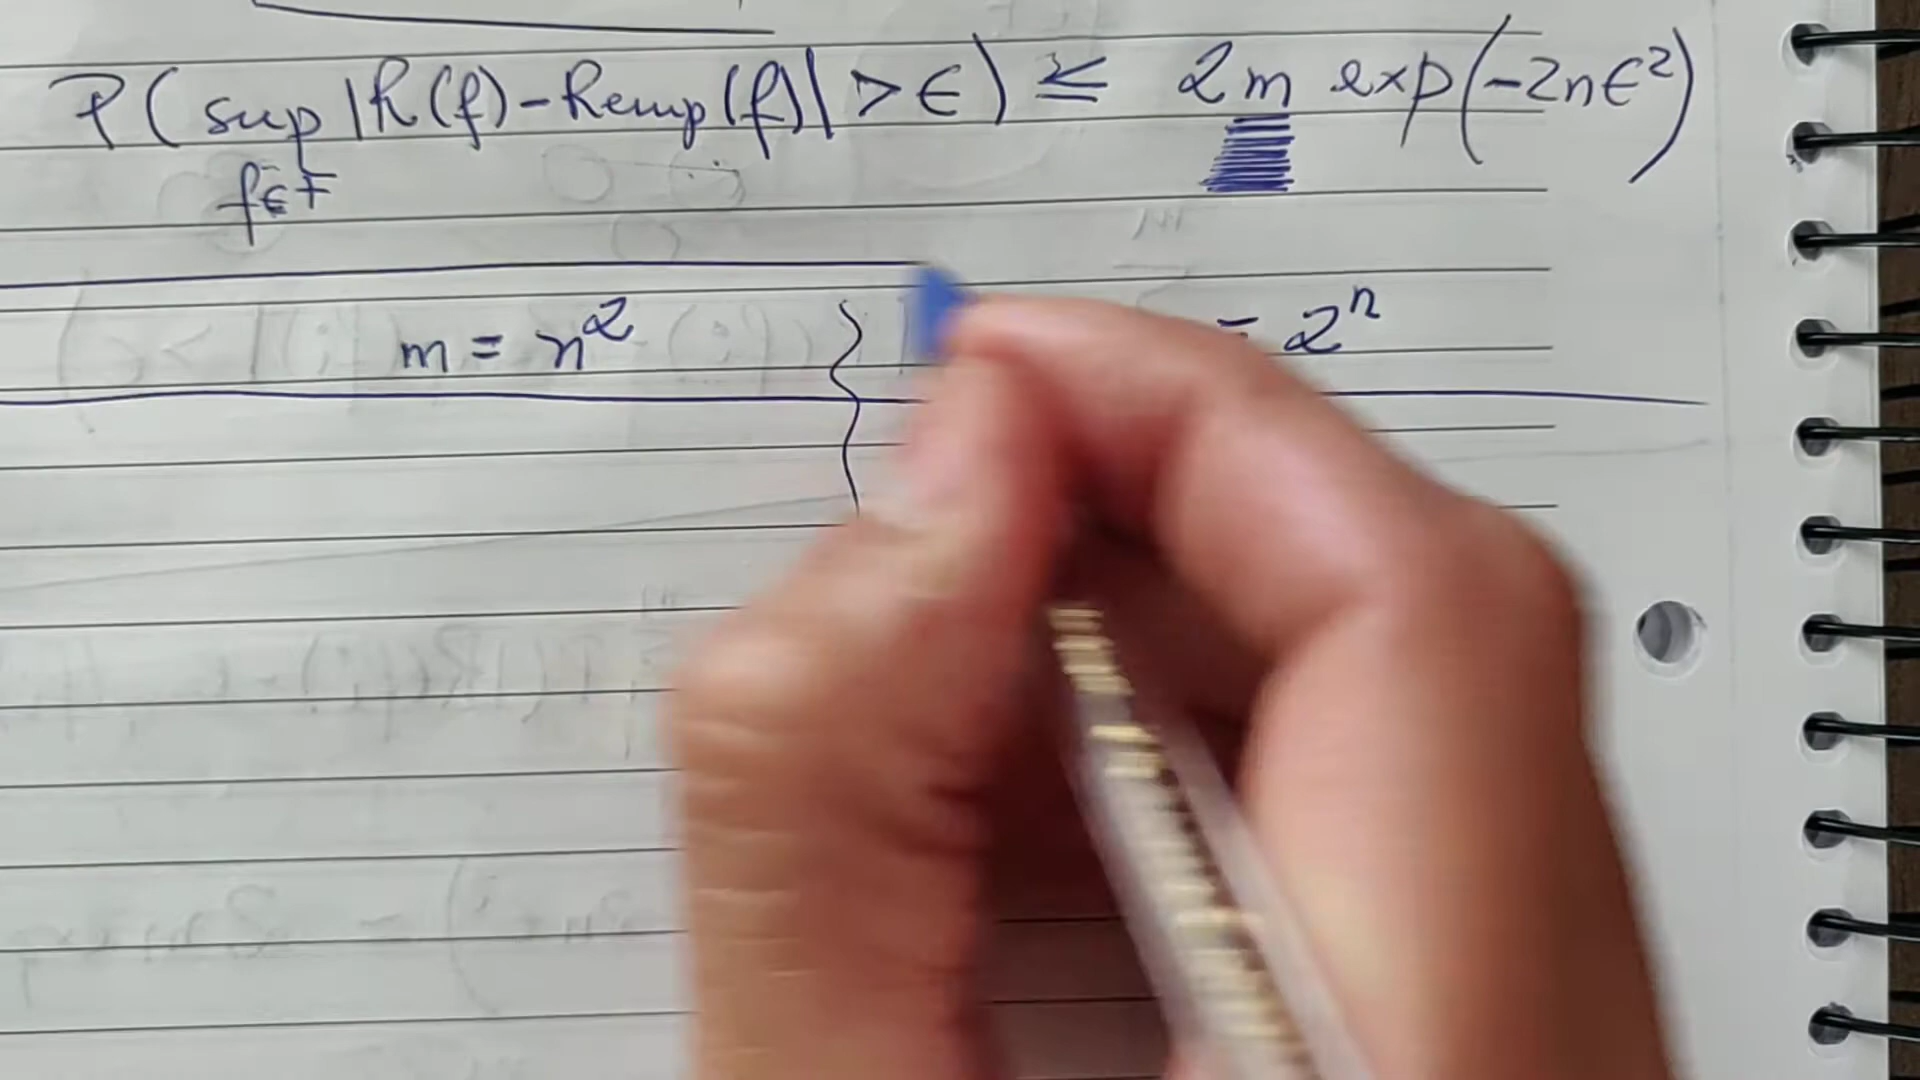 P( sup |R(f) - Remp(f)| > ϵ ) ≤ 2m exp(-2nϵ²)
f∈F
m = n²
= 2ⁿ